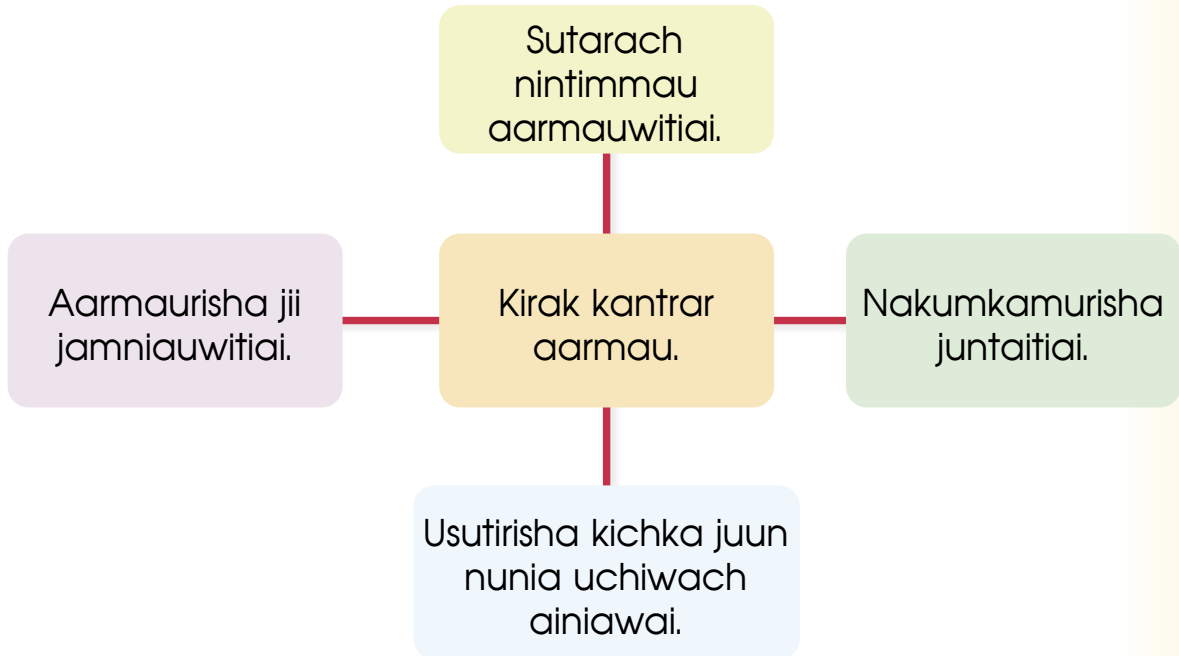 Sutarach
nintimmau
aarmauwitiai.
Aarmaurisha jii
jamniauwitiai.
Kirak kantrar
aarmau.
Nakumkamurisha
juntaitiai.
Usutirisha kichka juun
nunia uchiwach
ainiawai.